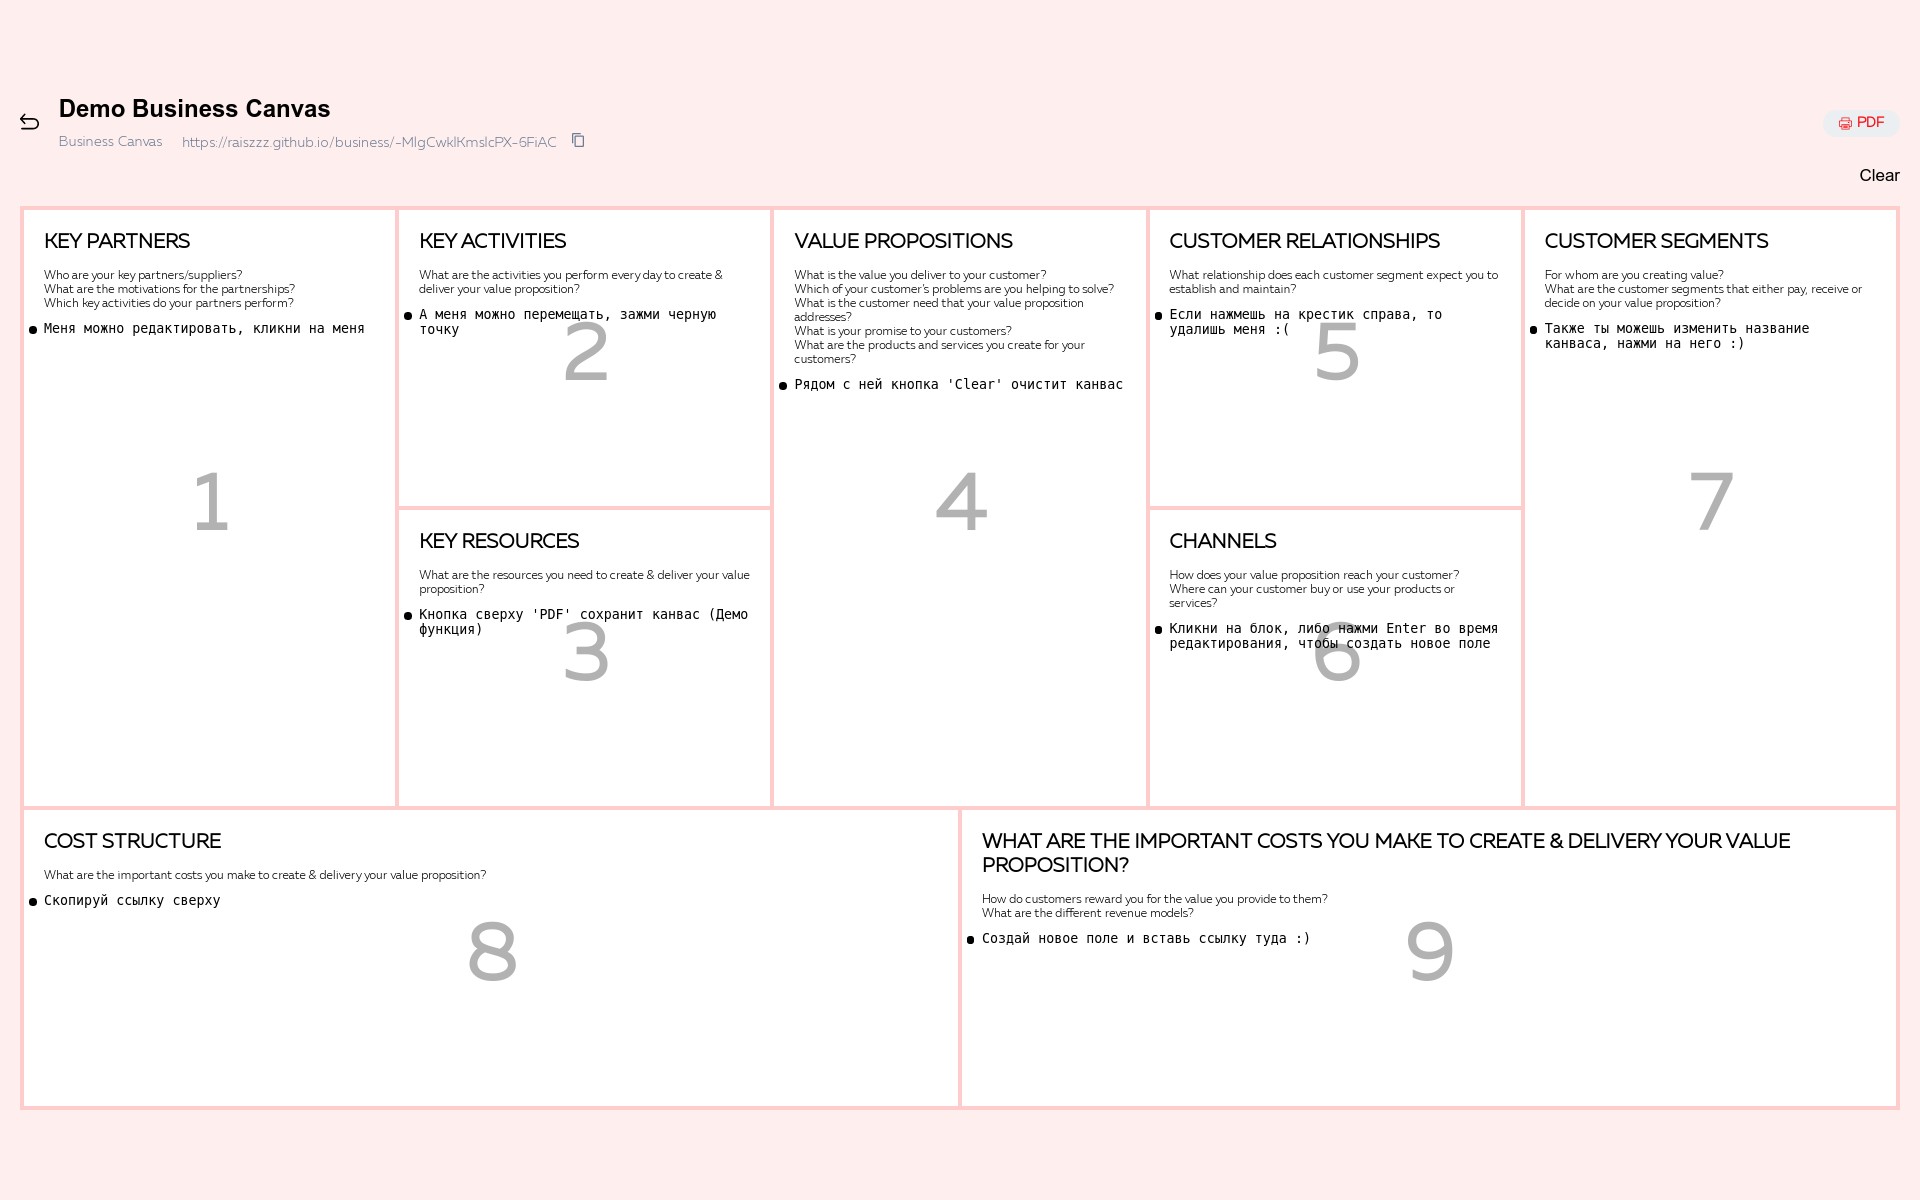 Demo Business Canvas
Business Canvas
https://raiszzz.github.io/business/-MlgCwklKmslcPX-6FiAC
PDF
Clear
KEY PARTNERS
Who are your key partners/suppliers?
What are the motivations for the partnerships?
Which key activities do your partners perform?
Меня можно редактировать, кликни на меня
1
KEY ACTIVITIES
What are the activities you perform every day to create &
deliver your value proposition?
А меня можно перемещать, зажми черную
точку
2
KEY RESOURCES
What are the resources you need to create & deliver your value
proposition?
Кнопка сверху 'PDF' сохранит канвас (Демо
функция)
3
VALUE PROPOSITIONS
What is the value you deliver to your customer?
Which of your customer's problems are you helping to solve?
What is the customer need that your value proposition
addresses?
What is your promise to your customers?
What are the products and services you create for your
customers?
Рядом с ней кнопка 'Clear' очистит канвас
4
CUSTOMER RELATIONSHIPS
What relationship does each customer segment expect you to
establish and maintain?
Если нажмешь на крестик справа, то
удалишь меня :(
5
CHANNELS
How does your value proposition reach your customer?
Where can your customer buy or use your products or
services?
Кликни на блок, либо нажми Enter во время
редактирования, чтобы создать новое поле
6
CUSTOMER SEGMENTS
For whom are you creating value?
What are the customer segments that either pay, receive or
decide on your value proposition?
Также ты можешь изменить название
канваса, нажми на него :)
7
COST STRUCTURE
What are the important costs you make to create & delivery your value proposition?
Скопируй ссылку сверху
8
WHAT ARE THE IMPORTANT COSTS YOU MAKE TO CREATE & DELIVERY YOUR VALUE
PROPOSITION?
How do customers reward you for the value you provide to them?
What are the different revenue models?
Создай новое поле и вставь ссылку туда :)
9